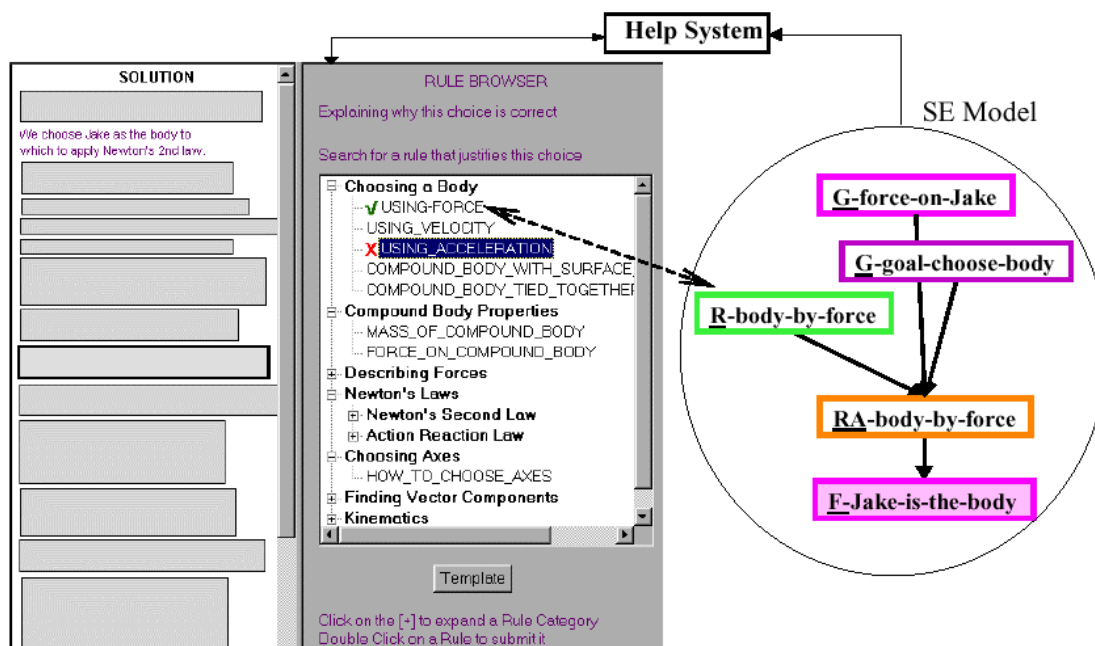 Help System
SOLUTION
We choose Jake as the body to
which to apply Newton's 2nd law.
RULE BROWSER
Explaining why this choice is correct
Search for a rule that justifies this choice
Choosing a Body
USING-FORCE
USING_VELOCITY
USING_ACCELERATION
COMPOUND_BODY_WITH_SURFACE_
COMPOUND_BODY_TIED_TOGETHER
Compound Body Properties
MASS_OF_COMPOUND_BODY
FORCE_ON_COMPOUND_BODY
Describing Forces
Newton's Laws
Newton's Second Law
Action Reaction Law
Choosing Axes
HOW_TO_CHOOSE_AXES
Finding Vector Components
Kinematics
Template
Click on the [+] to expand a Rule Category
Double Click on a Rule to submit it
SE Model
G-force-on-Jake
G-goal-choose-body
R-body-by-force
RA-body-by-force
F-Jake-is-the-body